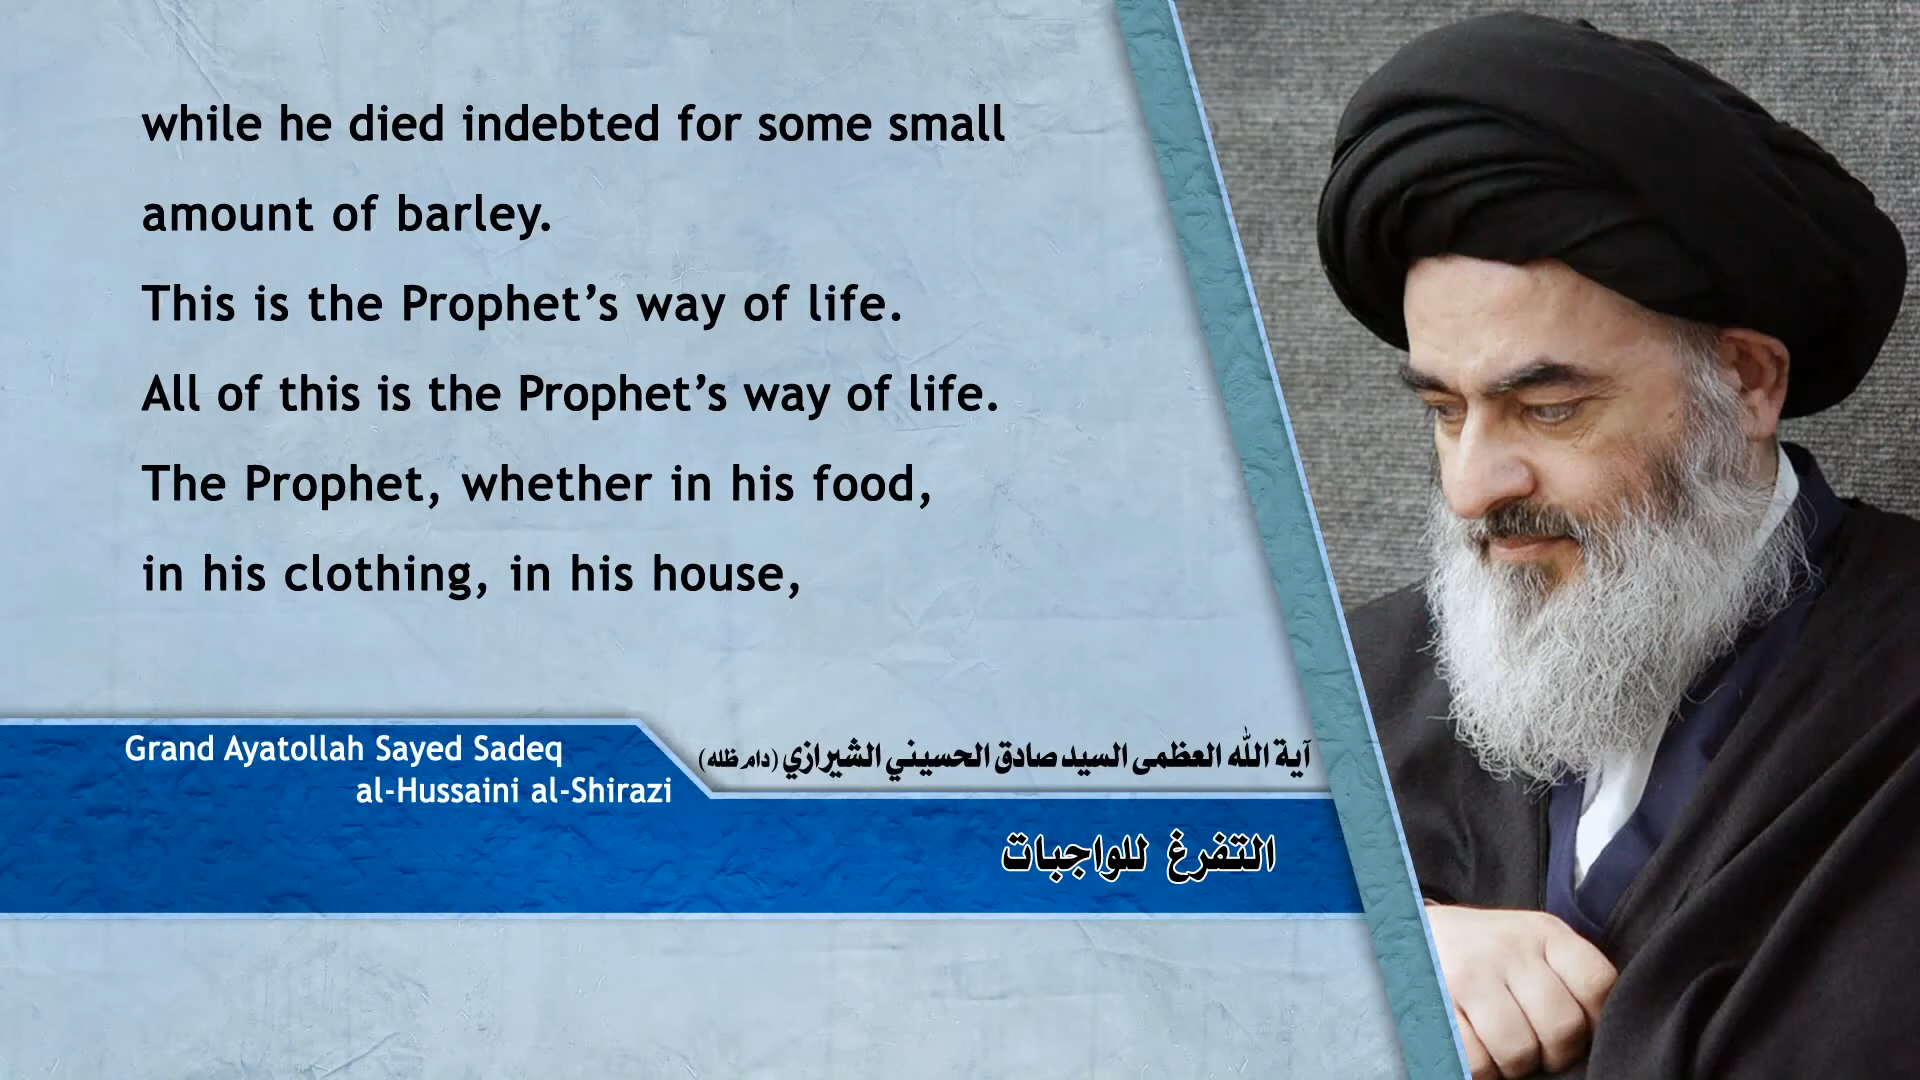 while he died indebted for some small
amount of barley.
This is the Prophet’s way of life.
All of this is the Prophet’s way of life.
The Prophet, whether in his food,
in his clothing, in his house,
Grand Ayatollah Sayed Sadeq
al-Hussaini al-Shirazi
آية الله العظمى السيد صادق الحسيني الشيرازي (دام ظله)
التفرغ للواجبات